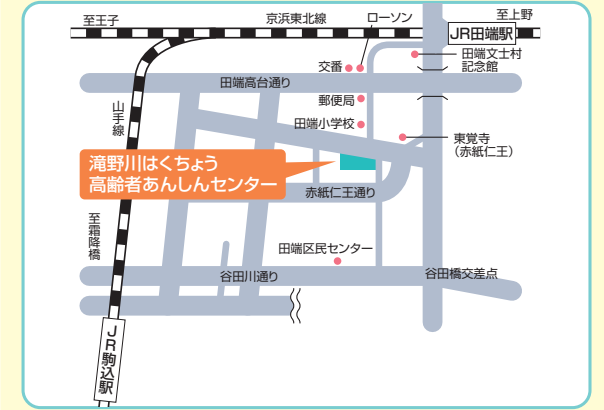 至王子
京浜東北線
ローソン
至上野
JR田端駅
交番
田端文士村
記念館
田端高台通り
郵便局
山手線
田端小学校
東覚寺
(赤紙仁王)
滝野川はくちょう
高齢者あんしんセンター
赤紙仁王通り
至霜降橋
田端区民センター
谷田川通り
谷田橋交差点
JR駒込駅